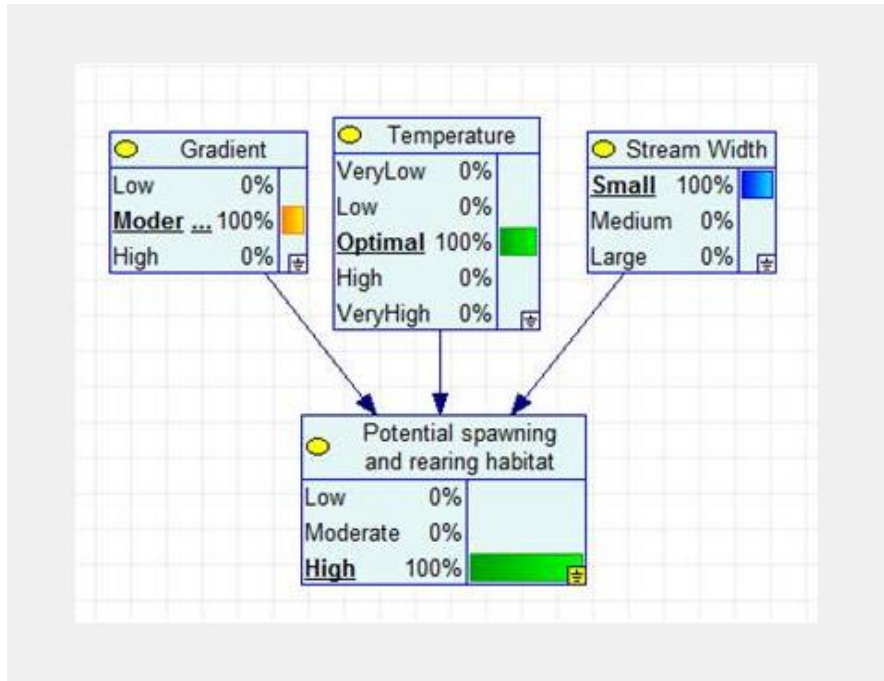 Gradient
Low 0%
Moder ... 100%
High 0%
Temperature
VeryLow 0%
Low 0%
Optimal 100%
High 0%
VeryHigh 0%
Stream Width
Small 100%
Medium 0%
Large 0%
Potential spawning
and rearing habitat
Low 0%
Moderate 0%
High 100%